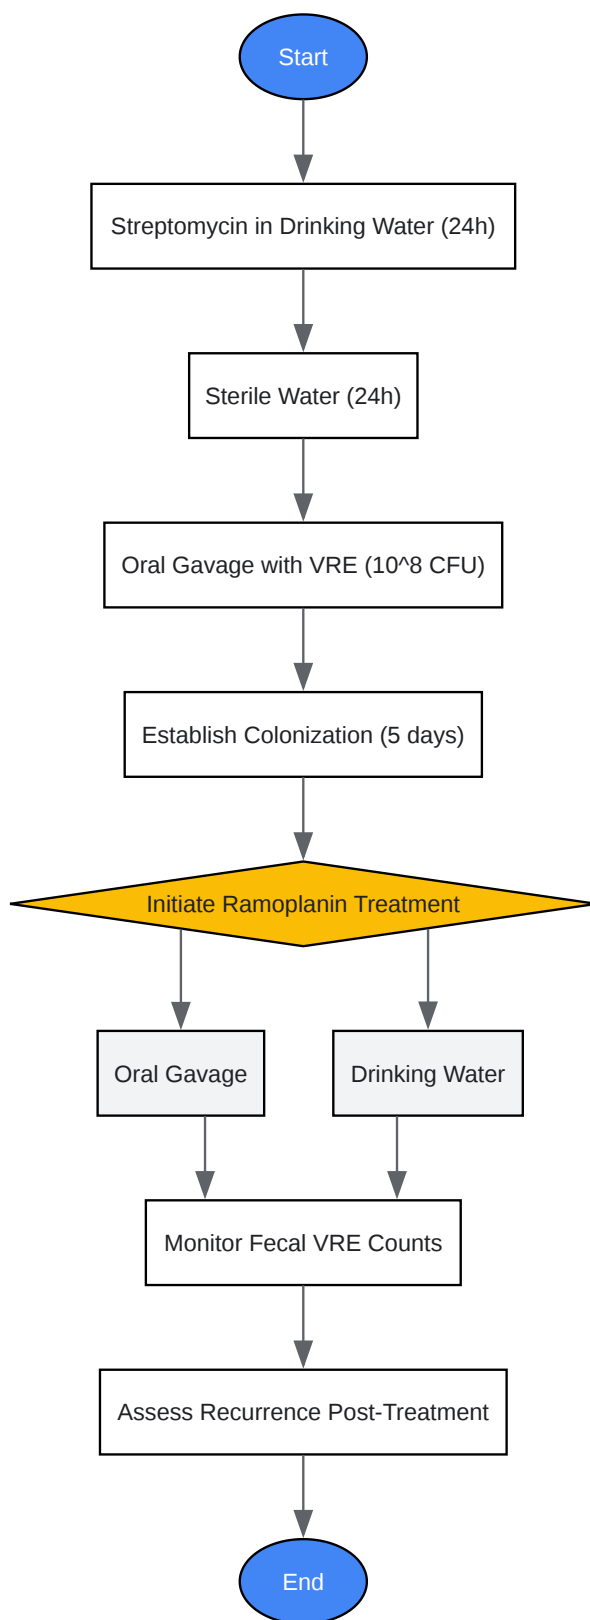 Start
Streptomycin in Drinking Water (24h)
Sterile Water (24h)
Oral Gavage with VRE (10^8 CFU)
Establish Colonization (5 days)
Initiate Ramoplanin Treatment
Oral Gavage
Drinking Water
Monitor Fecal VRE Counts
Assess Recurrence Post-Treatment
End